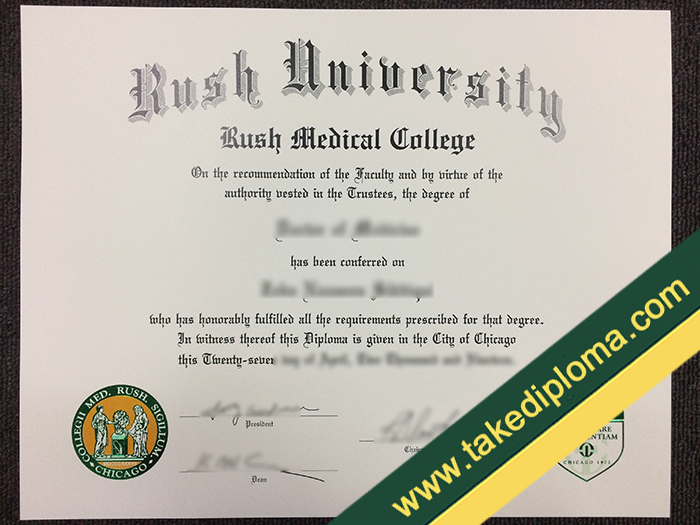 Rush University
Rush Medical College
On the recommendation of the Faculty and by virtue of the
authority vested in the Trustees, the degree of
has been conferred on
who has honorably fulfilled all the requirements prescribed for that degree.
In witness thereof this Diploma is given in the City of Chicago
this Twenty-seven
President
Dean
COLLEGII MED. RUSH. SIGILLUM
CHICAGO
CHICAGO 1972
www.takediploma.com